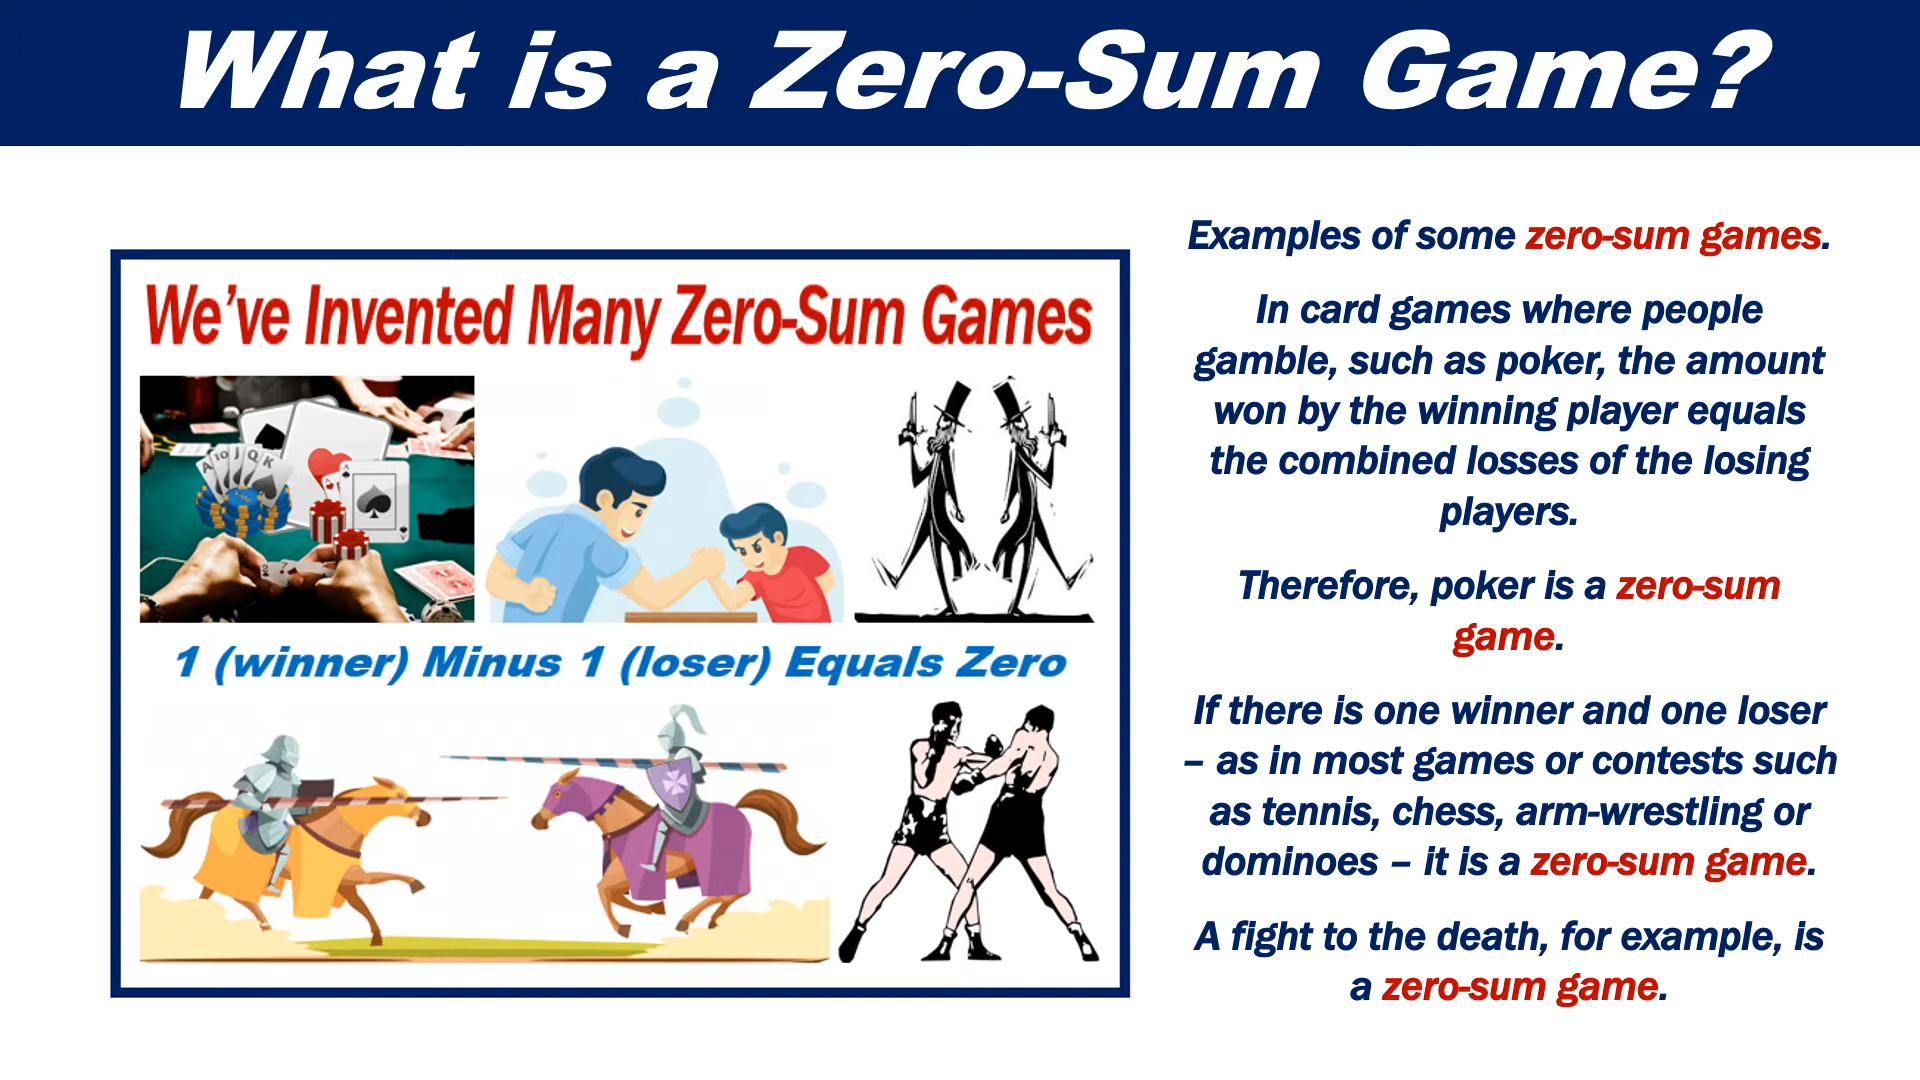 What is a Zero-Sum Game?
We've Invented Many Zero-Sum Games
A 10 J Q K
A
A
2 7
1 (winner) Minus 1 (loser) Equals Zero
Examples of some zero-sum games.
In card games where people
gamble, such as poker, the amount
won by the winning player equals
the combined losses of the losing
players.
Therefore, poker is a zero-sum
game.
If there is one winner and one loser
– as in most games or contests such
as tennis, chess, arm-wrestling or
dominoes – it is a zero-sum game.
A fight to the death, for example, is
a zero-sum game.